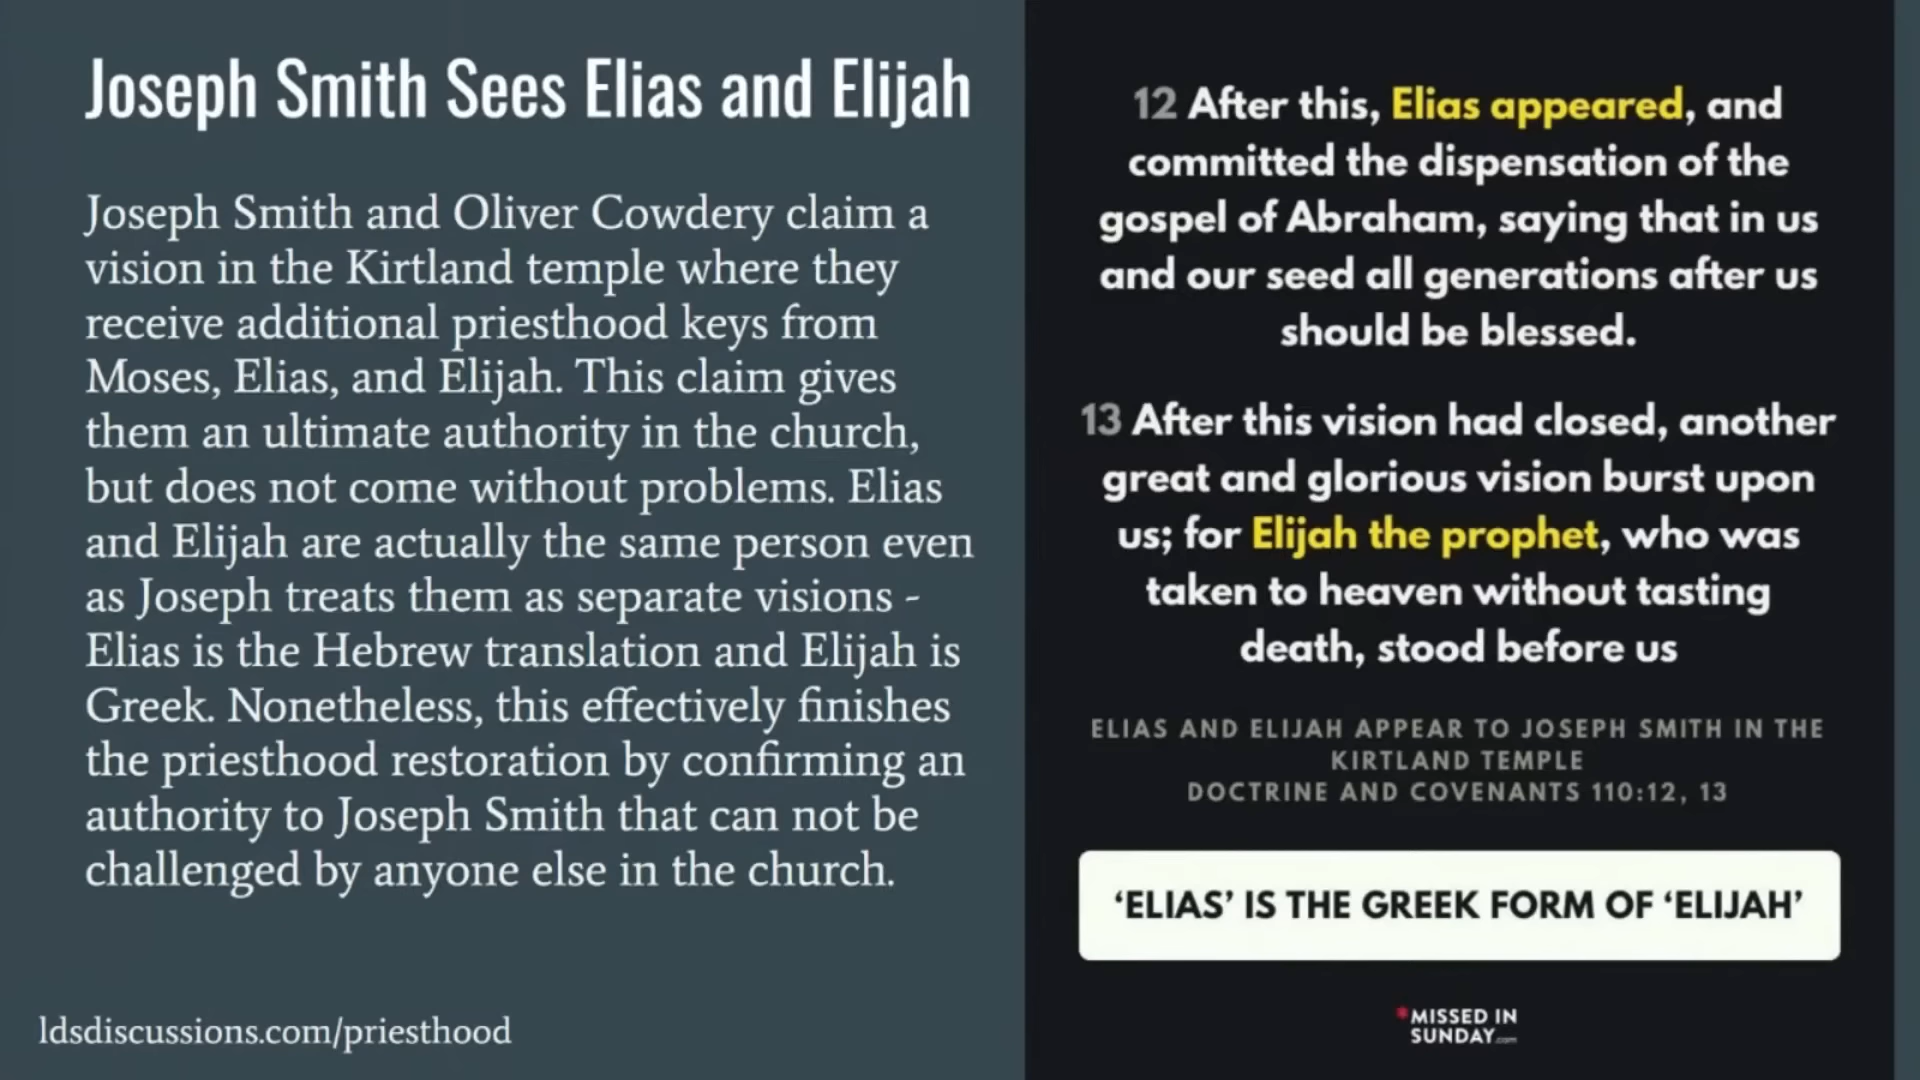 Joseph Smith Sees Elias and Elijah
Joseph Smith and Oliver Cowdery claim a
vision in the Kirtland temple where they
receive additional priesthood keys from
Moses, Elias, and Elijah. This claim gives
them an ultimate authority in the church,
but does not come without problems. Elias
and Elijah are actually the same person even
as Joseph treats them as separate visions -
Elias is the Hebrew translation and Elijah is
Greek. Nonetheless, this effectively finishes
the priesthood restoration by confirming an
authority to Joseph Smith that can not be
challenged by anyone else in the church.
ldsdiscussions.com/priesthood
12 After this, Elias appeared, and
committed the dispensation of the
gospel of Abraham, saying that in us
and our seed all generations after us
should be blessed.
13 After this vision had closed, another
great and glorious vision burst upon
us; for Elijah the prophet, who was
taken to heaven without tasting
death, stood before us
ELIAS AND ELIJAH APPEAR TO JOSEPH SMITH IN THE
KIRTLAND TEMPLE
DOCTRINE AND COVENANTS 110:12, 13
‘ELIAS’ IS THE GREEK FORM OF ‘ELIJAH’
*MISSED IN
SUNDAY.com